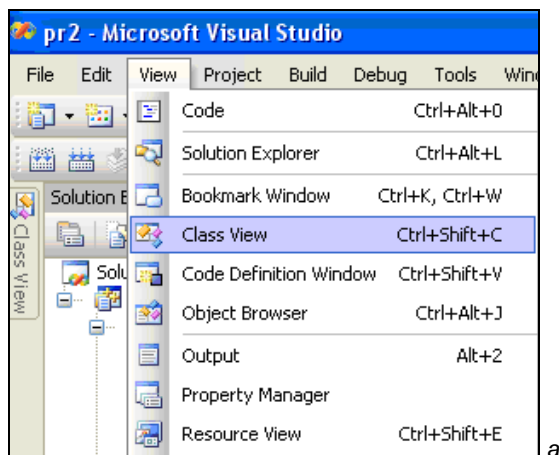 pr2 - Microsoft Visual Studio
File Edit View Project Build Debug Tools
Code Ctrl+Alt+0
Solution Explorer Ctrl+Alt+L
Solution
Bookmark Window Ctrl+K, Ctrl+W
Class View
Class View Ctrl+Shift+C
Code Definition Window Ctrl+Shift+V
Object Browser Ctrl+Alt+J
Output Alt+2
Property Manager
Resource View Ctrl+Shift+E
a